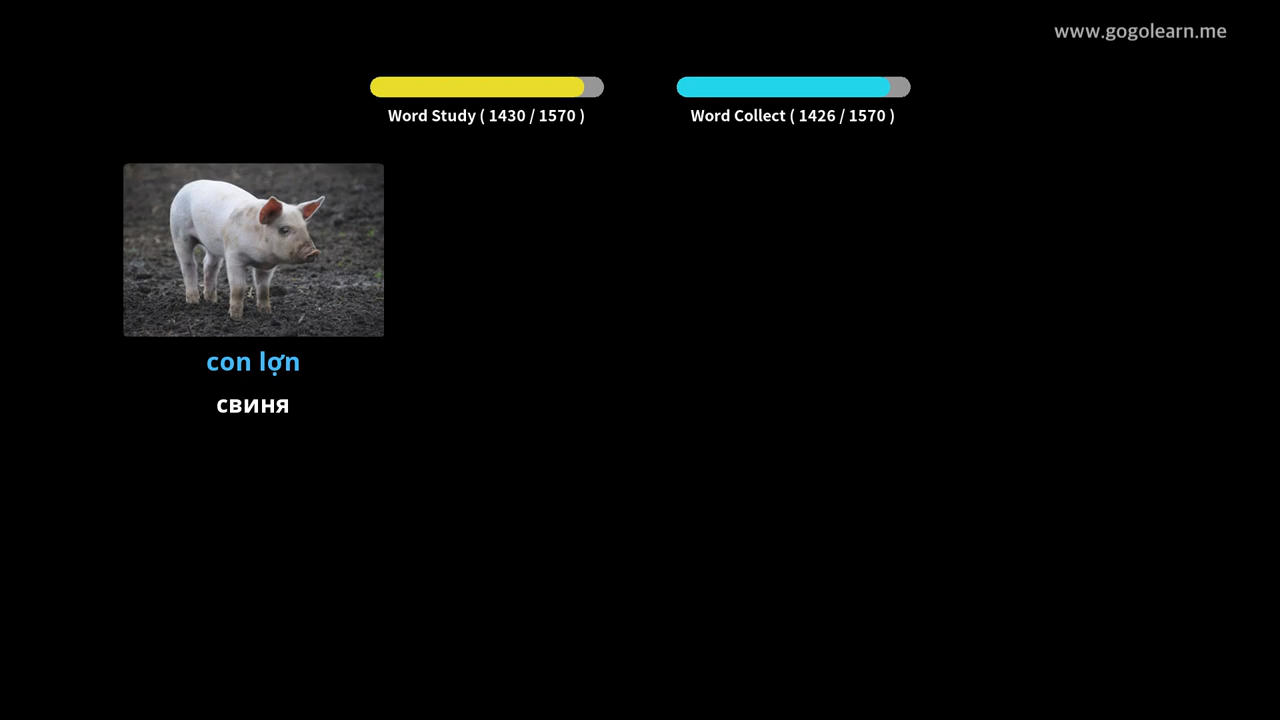 www.gogolearn.me
Word Study ( 1430 / 1570 )
Word Collect ( 1426 / 1570 )
con lợn
свиня